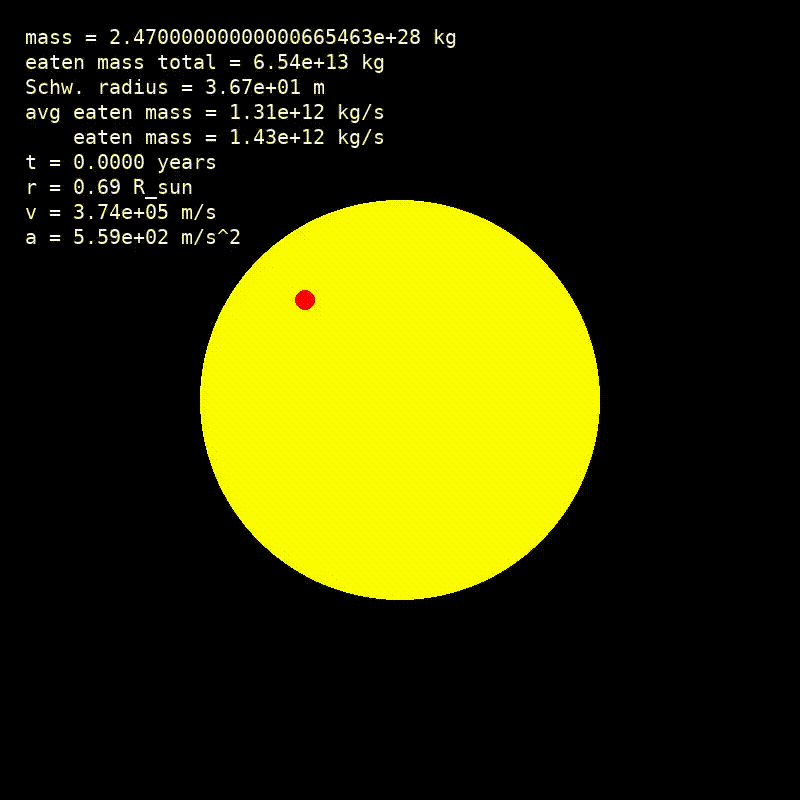 mass = 2.47000000000000665463e+28 kg
eaten mass total = 6.54e+13 kg
Schw. radius = 3.67e+01 m
avg eaten mass = 1.31e+12 kg/s
eaten mass = 1.43e+12 kg/s
t = 0.0000 years
r = 0.69 R_sun
v = 3.74e+05 m/s
a = 5.59e+02 m/s^2